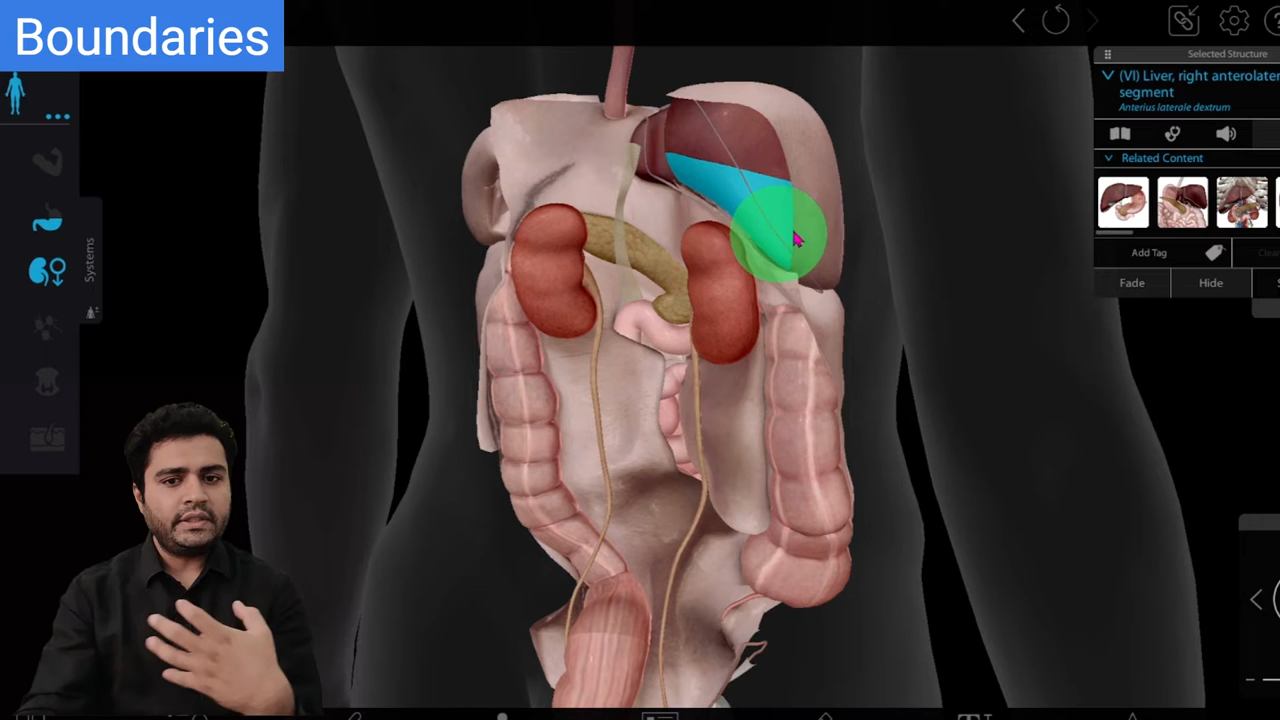 Boundaries
Selected Structure
(VI) Liver, right anterolater
segment
Anterius laterale dextrum
Related Content
Systems
Add Tag
Fade
Hide